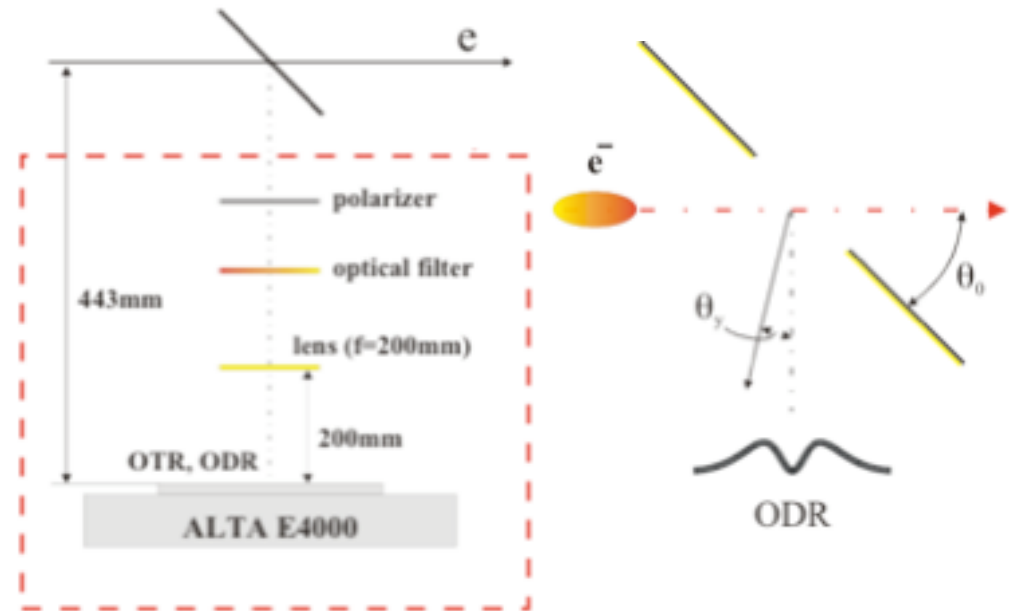 e
polarizer
optical filter
443mm
lens (f=200mm)
200mm
OTR, ODR
ALTA E4000
e⁻
θ₀
θy
ODR